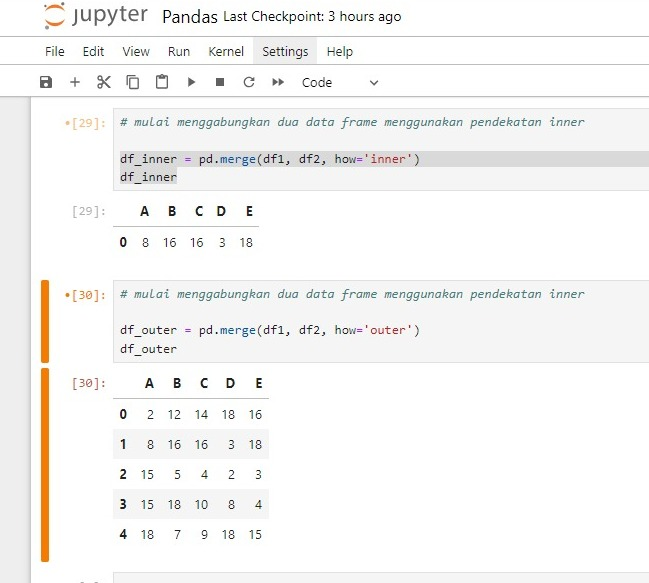 jupyter Pandas Last Checkpoint: 3 hours ago
File Edit View Run Kernel Settings Help
Code
[29]: # mulai menggabungkan dua data frame menggunakan pendekatan inner
df_inner = pd.merge(df1, df2, how='inner')
df_inner
[29]: A B C D E
0 8 16 16 3 18
[30]: # mulai menggabungkan dua data frame menggunakan pendekatan inner
df_outer = pd.merge(df1, df2, how='outer')
df_outer
[30]: A B C D E
0 2 12 14 18 16
1 8 16 16 3 18
2 15 5 4 2 3
3 15 18 10 8 4
4 18 7 9 18 15